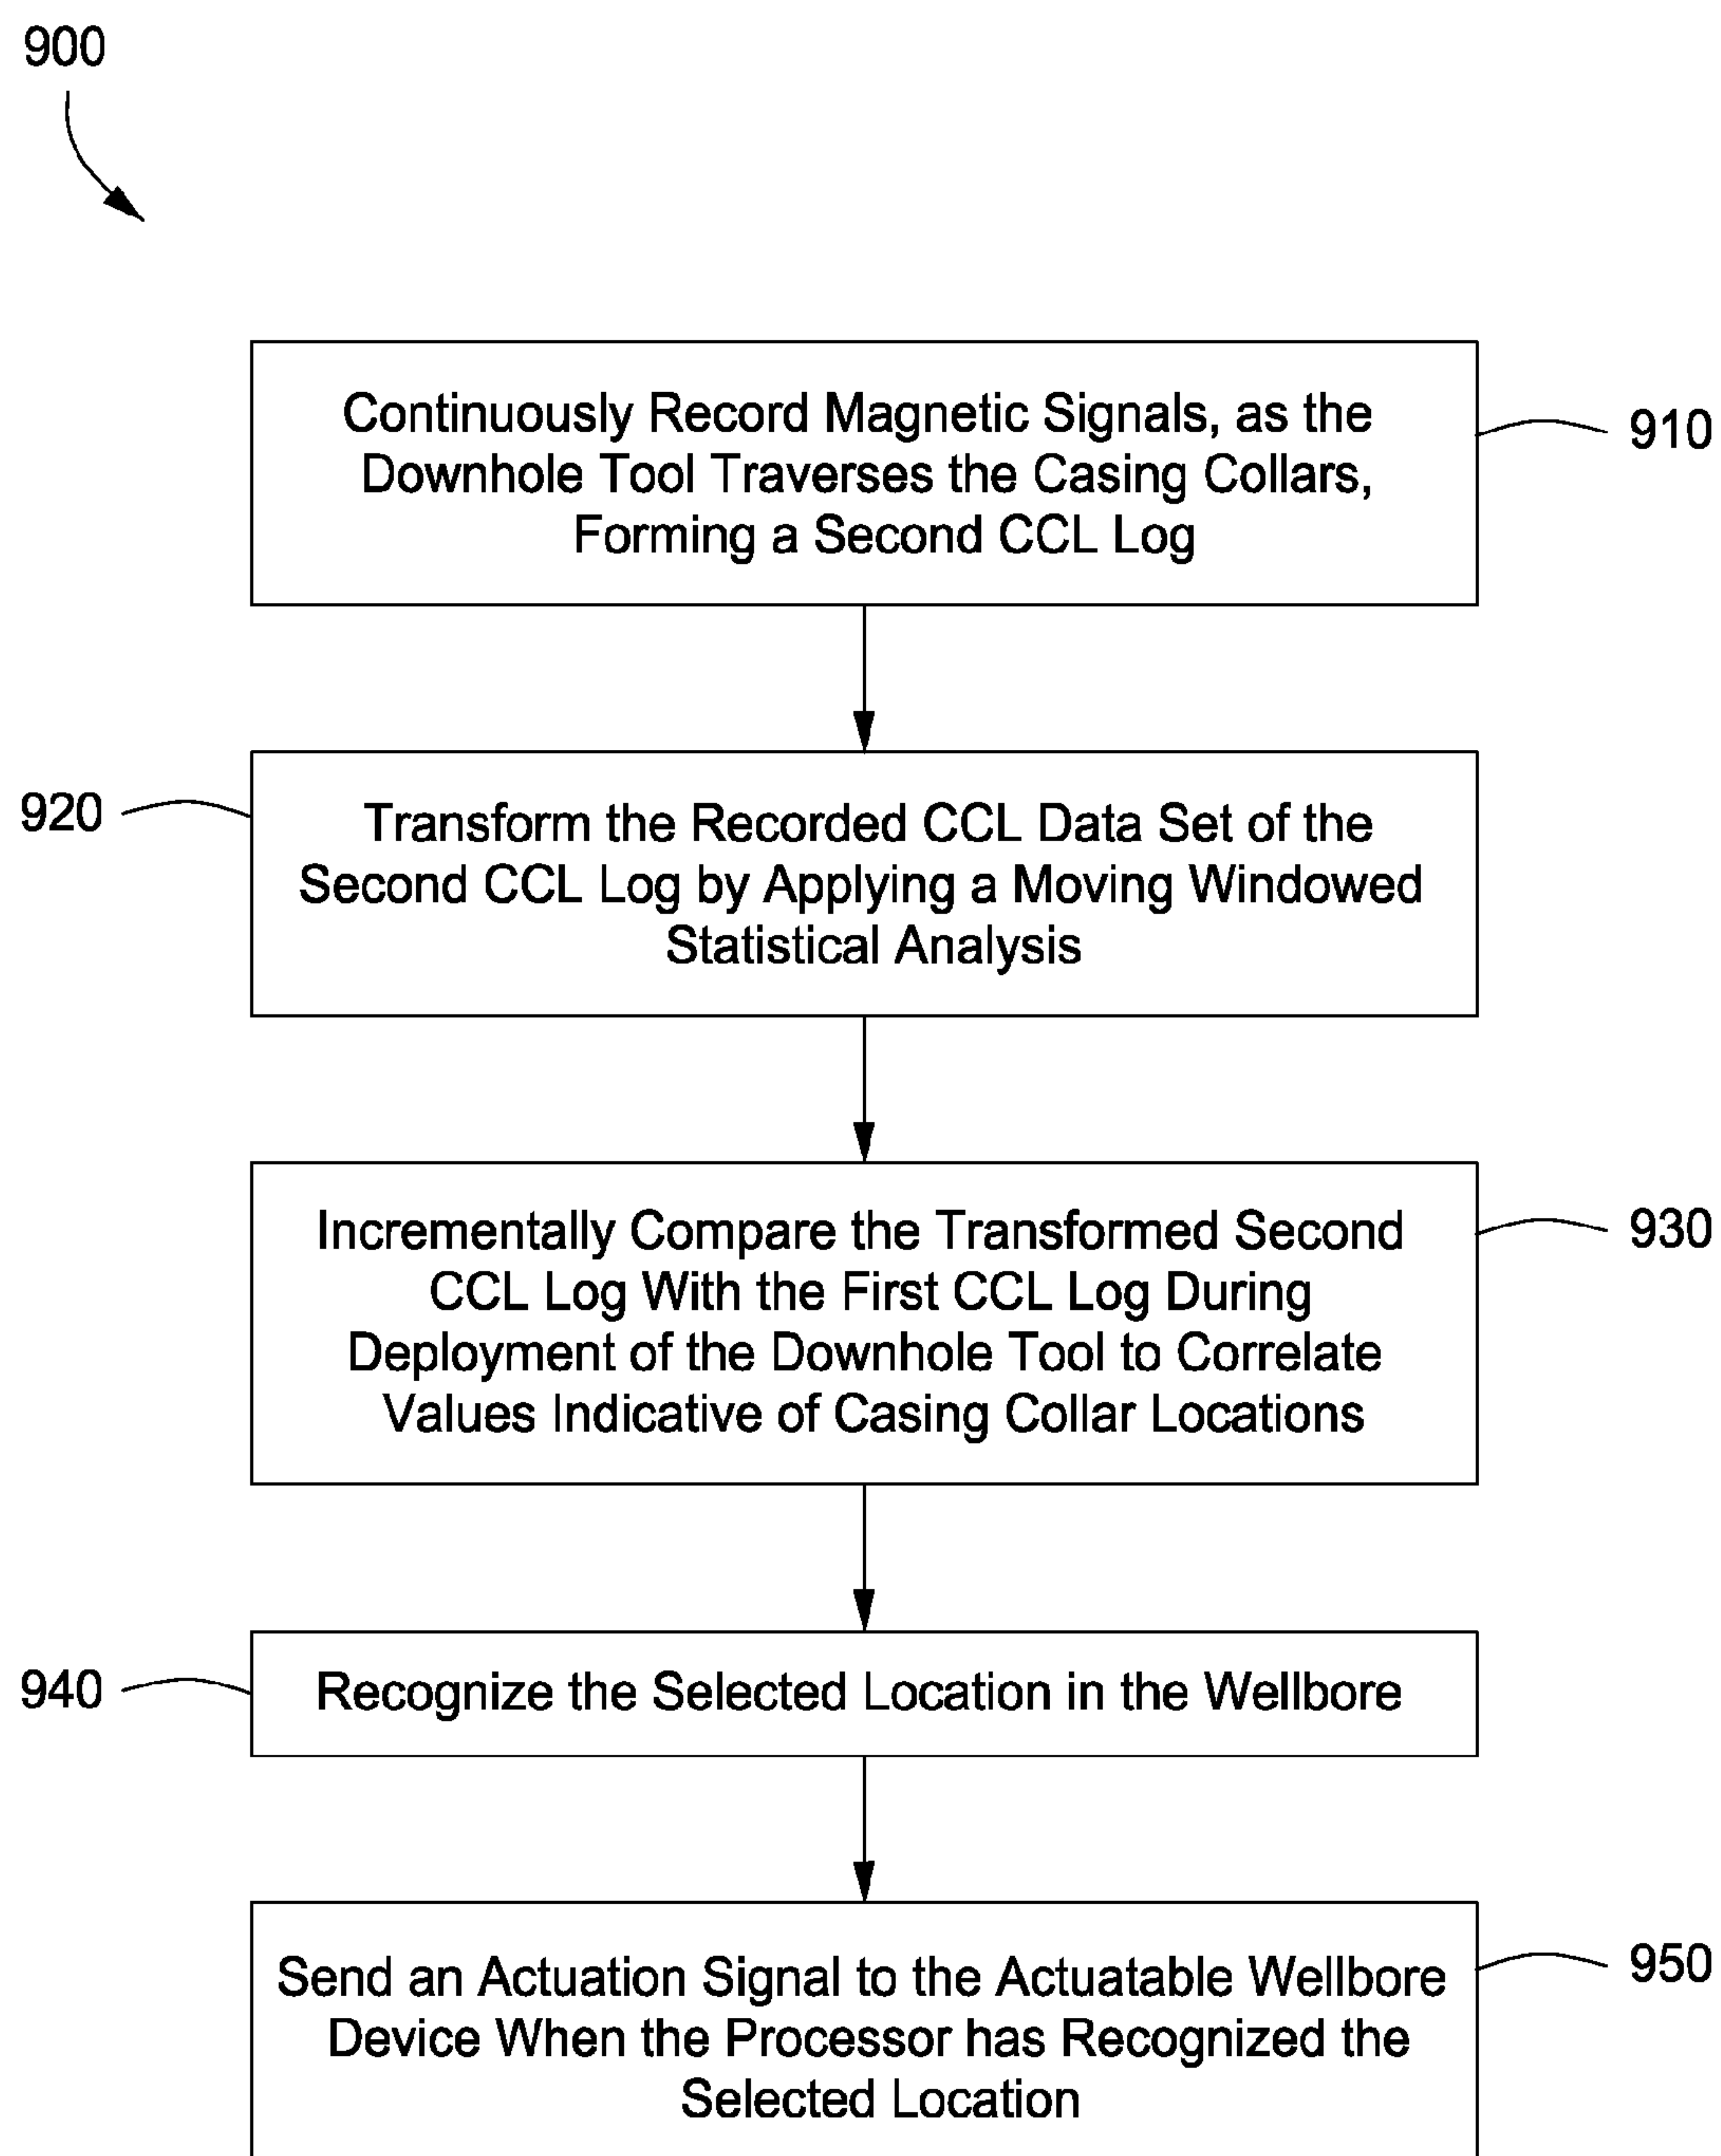 900
Continuously Record Magnetic Signals, as the
Downhole Tool Traverses the Casing Collars,
Forming a Second CCL Log
910
920
Transform the Recorded CCL Data Set of the
Second CCL Log by Applying a Moving Windowed
Statistical Analysis
Incrementally Compare the Transformed Second
CCL Log With the First CCL Log During
Deployment of the Downhole Tool to Correlate
Values Indicative of Casing Collar Locations
930
940
Recognize the Selected Location in the Wellbore
Send an Actuation Signal to the Actuatable Wellbore
Device When the Processor has Recognized the
Selected Location
950